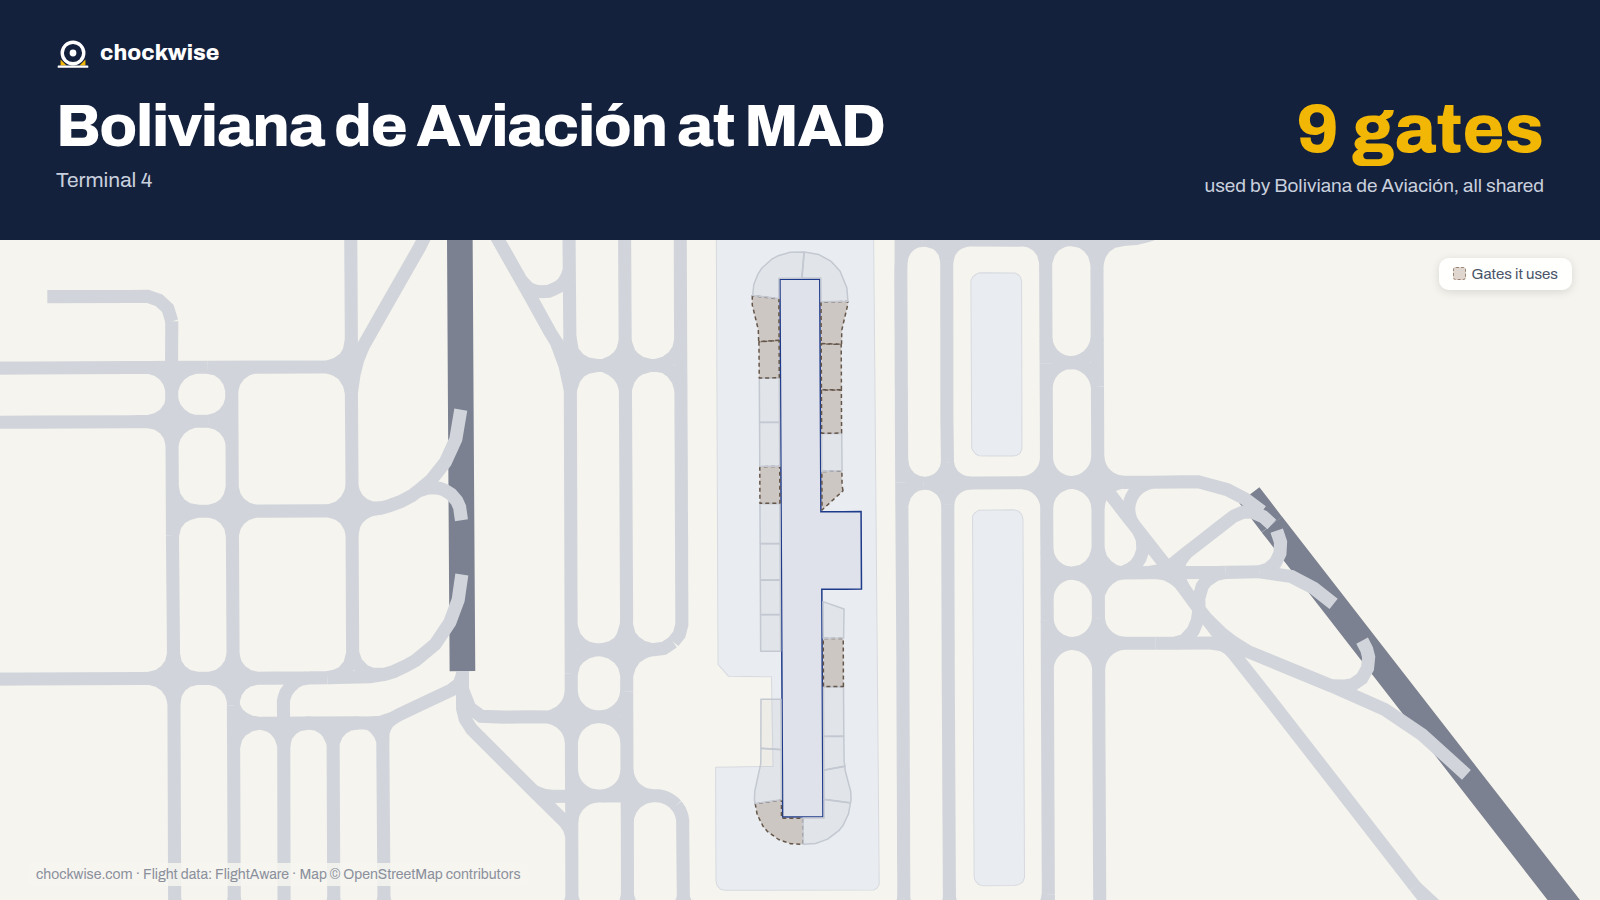 chockwise
Boliviana de Aviación at MAD
Terminal 4
9 gates
used by Boliviana de Aviación, all shared
Gates it uses
chockwise.com · Flight data: FlightAware · Map © OpenStreetMap contributors